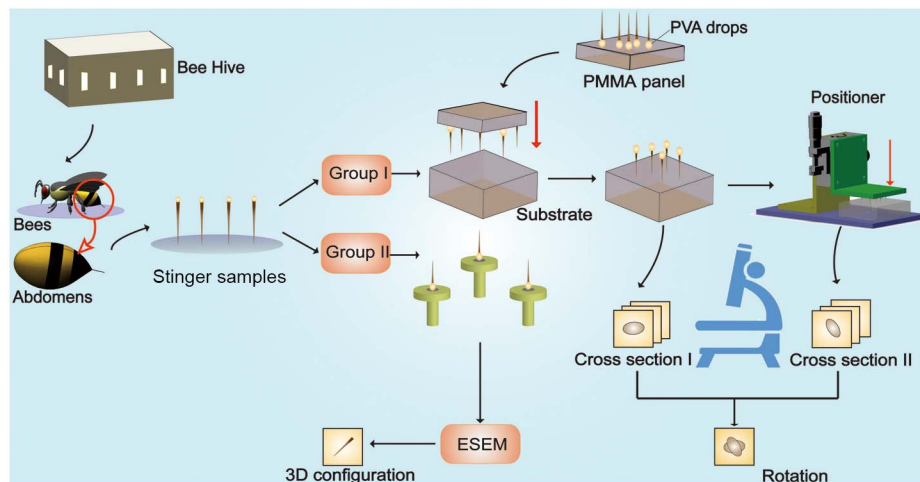 PVA drops
Bee Hive
PMMA panel
Positioner
Group I
Bees
Substrate
Group II
Stinger samples
Abdomens
Cross section I
Cross section II
ESEM
3D configuration
Rotation